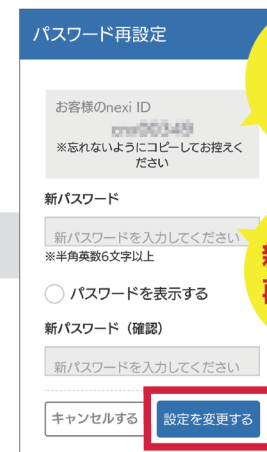 パスワード再設定
お客様のnexi ID
※忘れないようにコピーしてお控えく
ださい
新パスワード
新パスワードを入力してください
※半角英数6文字以上
パスワードを表示する
新パスワード（確認）
新パスワードを入力してください
キャンセルする
設定を変更する